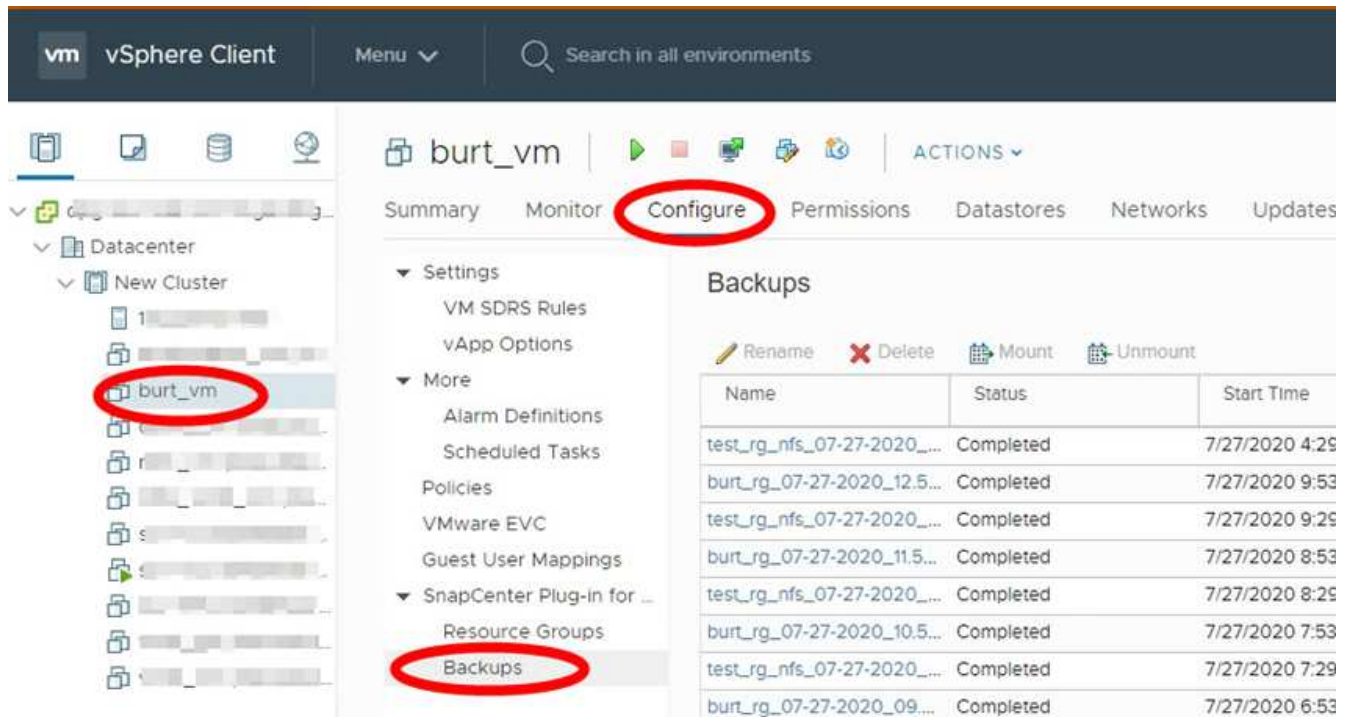 vm vSphere Client Menu Search in all environments
burt_vm ACTIONS
Summary Monitor Configure Permissions Datastores Networks Updates
Datacenter
New Cluster
burt_vm
Settings
VM SDRS Rules
vApp Options
More
Alarm Definitions
Scheduled Tasks
Policies
VMware EVC
Guest User Mappings
SnapCenter Plug-in for ...
Resource Groups
Backups
Backups
Rename Delete Mount Unmount
Name Status Start Time
test_rg_nfs_07-27-2020_... Completed 7/27/2020 4:29
burt_rg_07-27-2020_12.5... Completed 7/27/2020 9:53
test_rg_nfs_07-27-2020_... Completed 7/27/2020 9:29
burt_rg_07-27-2020_11.5... Completed 7/27/2020 8:53
test_rg_nfs_07-27-2020_... Completed 7/27/2020 8:29
burt_rg_07-27-2020_10.5... Completed 7/27/2020 7:53
test_rg_nfs_07-27-2020_... Completed 7/27/2020 7:29
burt_rg_07-27-2020_09.... Completed 7/27/2020 6:53